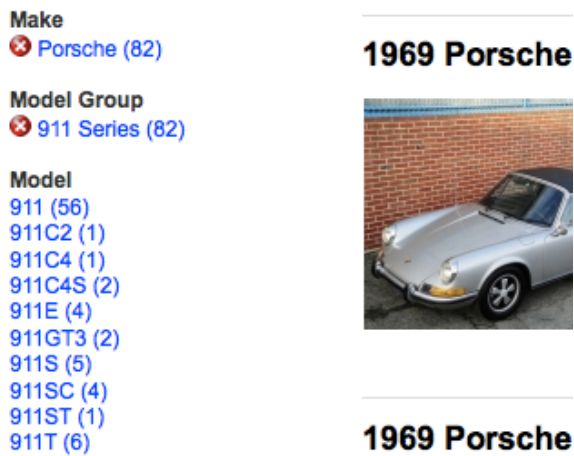 Make
Porsche (82)
Model Group
911 Series (82)
Model
911 (56)
911C2 (1)
911C4 (1)
911C4S (2)
911E (4)
911GT3 (2)
911S (5)
911SC (4)
911ST (1)
911T (6)
1969 Porsche
1969 Porsche